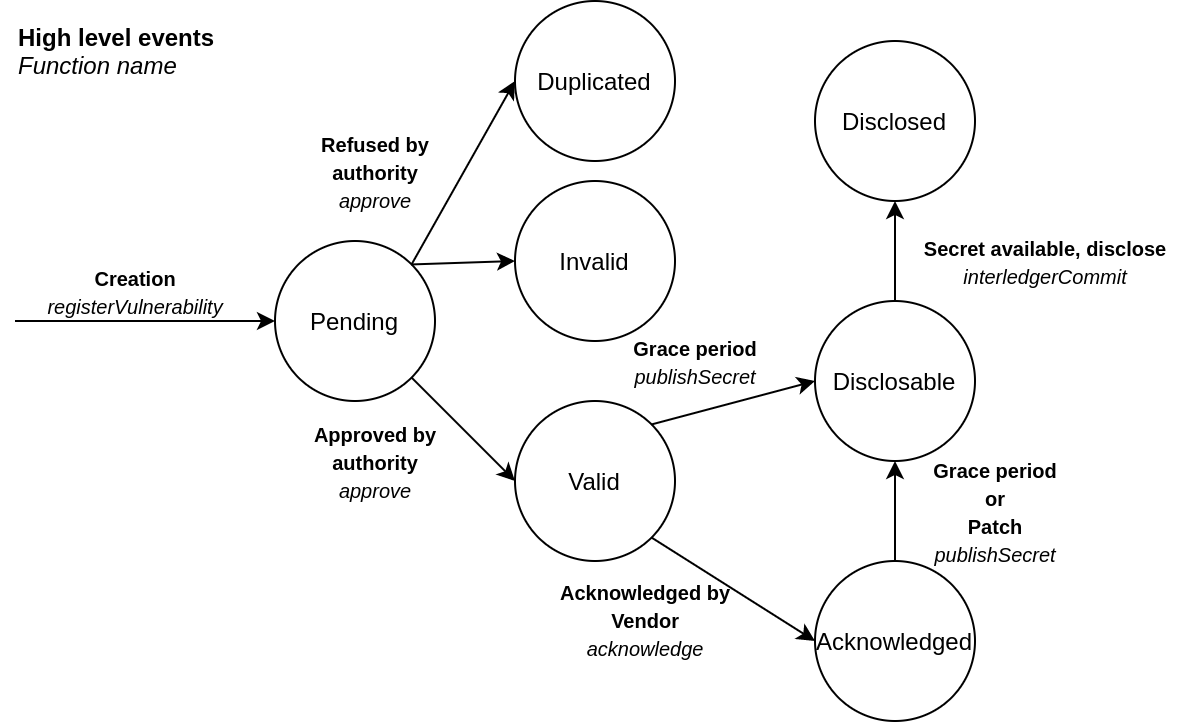 High level events
Function name
Duplicated
Disclosed
Refused by
authority
approve
Invalid
Secret available, disclose
interledgerCommit
Creation
registerVulnerability
Pending
Grace period
publishSecret
Disclosable
Approved by
authority
approve
Valid
Grace period
or
Patch
publishSecret
Acknowledged by
Vendor
acknowledge
Acknowledged